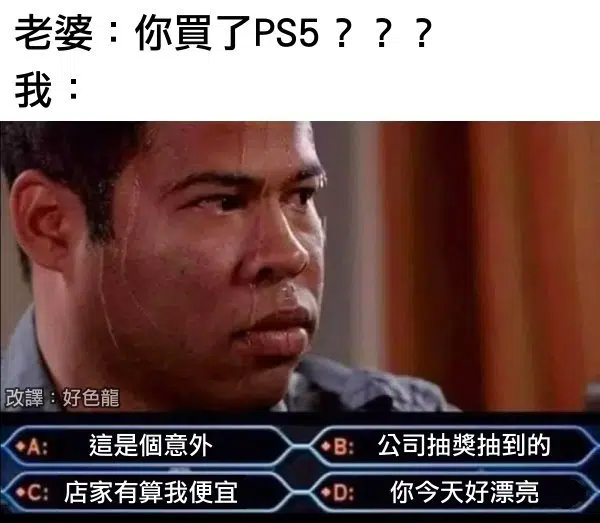 老婆：你買了PS5？？？
我：
改譯：好色龍
A: 這是個意外
B: 公司抽獎抽到的
C: 店家有算我便宜
D: 你今天好漂亮